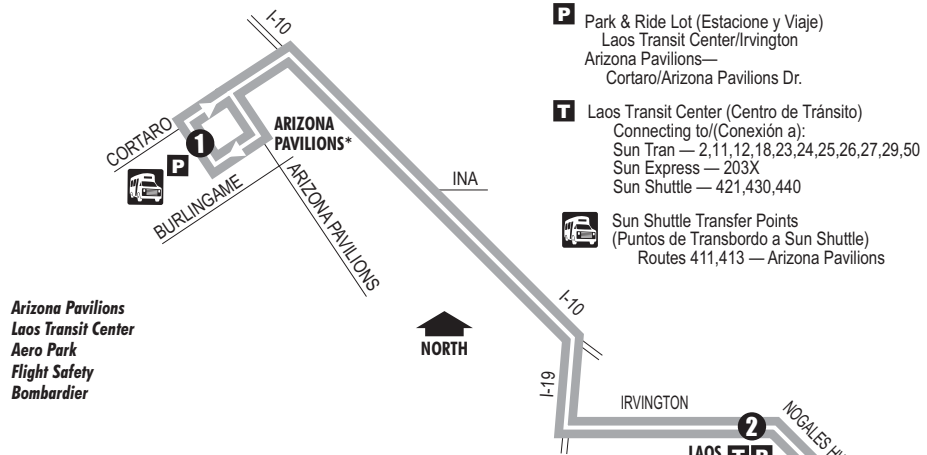 I-10
P Park & Ride Lot (Estacione y Viaje)
Laos Transit Center/Irvington
Arizona Pavilions—
Cortaro/Arizona Pavilions Dr.
T Laos Transit Center (Centro de Tránsito)
Connecting to/(Conexión a):
Sun Tran — 2,11,12,18,23,24,25,26,27,29,50
Sun Express — 203X
Sun Shuttle — 421,430,440
Sun Shuttle Transfer Points
(Puntos de Transbordo a Sun Shuttle)
Routes 411,413 — Arizona Pavilions
CORTARO
1
P
ARIZONA
PAVILIONS*
BURLINGAME
ARIZONA PAVILIONS
INA
I-10
Arizona Pavilions
Laos Transit Center
Aero Park
Flight Safety
Bombardier
NORTH
I-19
IRVINGTON
2
NOGALES
LAOS T P